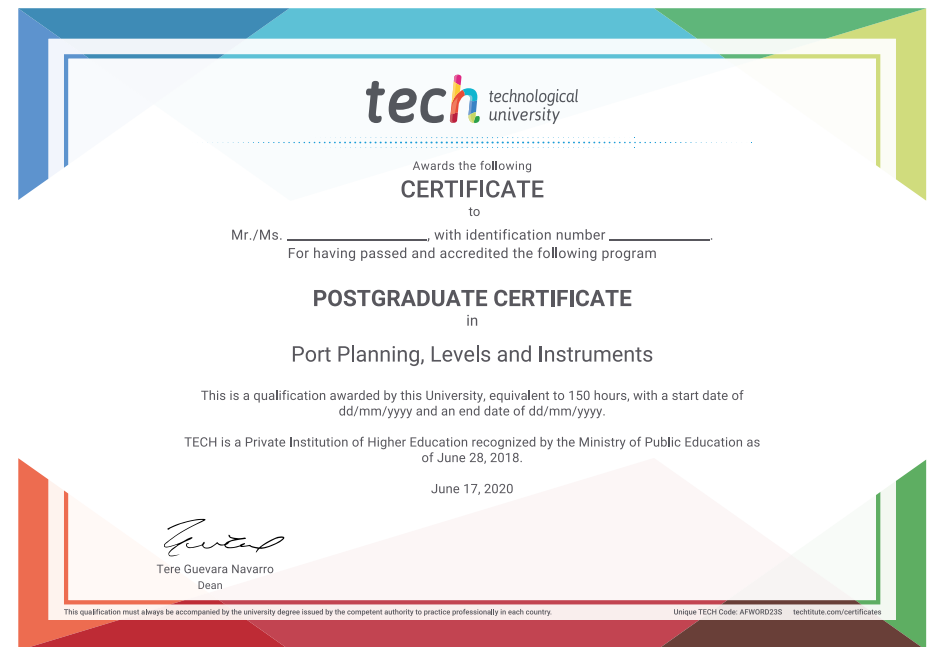 tech technological
university
Awards the following
CERTIFICATE
to
Mr./Ms. ____________________, with identification number ______________.
For having passed and accredited the following program
POSTGRADUATE CERTIFICATE
in
Port Planning, Levels and Instruments
This is a qualification awarded by this University, equivalent to 150 hours, with a start date of
dd/mm/yyyy and an end date of dd/mm/yyyy.
TECH is a Private Institution of Higher Education recognized by the Ministry of Public Education as
of June 28, 2018.
June 17, 2020
Tere Guevara Navarro
Dean
This qualification must always be accompanied by the university degree issued by the competent authority to practice professionally in each country.
Unique TECH Code: AFWORD23S techtitute.com/certificates